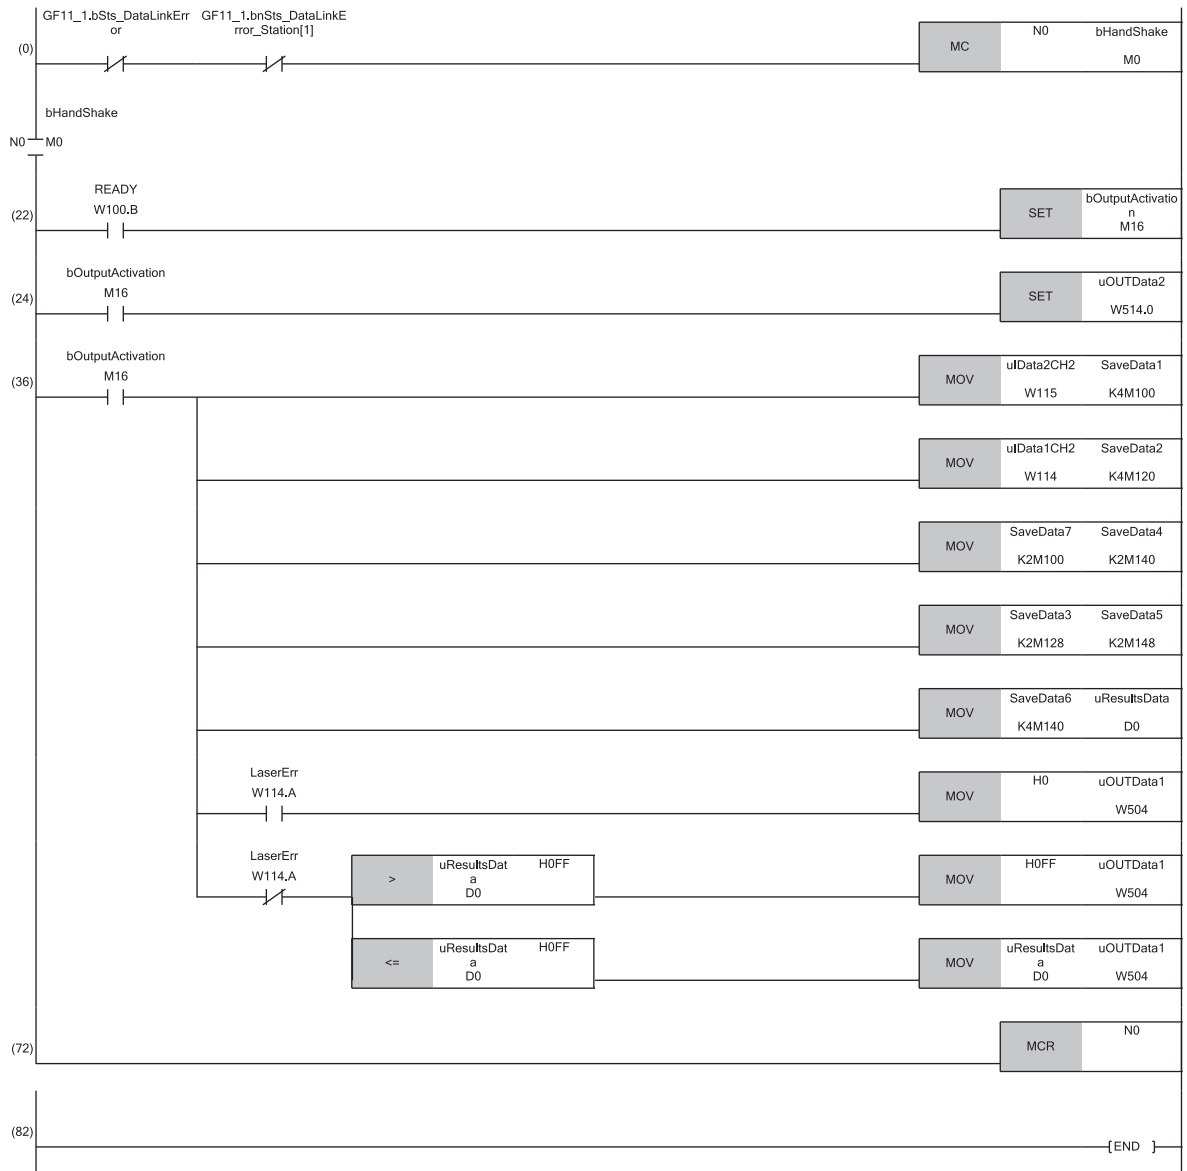 GF11_1.bSts_DataLinkErr
or
GF11_1.bnSts_DataLinkE
rror_Station[1]
(0)
MC
N0
bHandShake
M0
bHandShake
N0
M0
READY
(22)
W100.B
SET
bOutputActivatio
n
M16
bOutputActivation
(24)
M16
SET
uOUTData2
W514.0
bOutputActivation
(36)
M16
MOV
uIData2CH2
SaveData1
W115
K4M100
MOV
uIData1CH2
SaveData2
W114
K4M120
MOV
SaveData7
SaveData4
K2M100
K2M140
MOV
SaveData3
SaveData5
K2M128
K2M148
MOV
SaveData6
uResultsData
K4M140
D0
LaserErr
W114.A
MOV
H0
uOUTData1
W504
LaserErr
W114.A
>
uResultsDat
a
D0
H0FF
MOV
H0FF
uOUTData1
W504
<=
uResultsDat
a
D0
H0FF
MOV
uResultsDat
a
D0
uOUTData1
W504
(72)
MCR
N0
(82)
[END ]